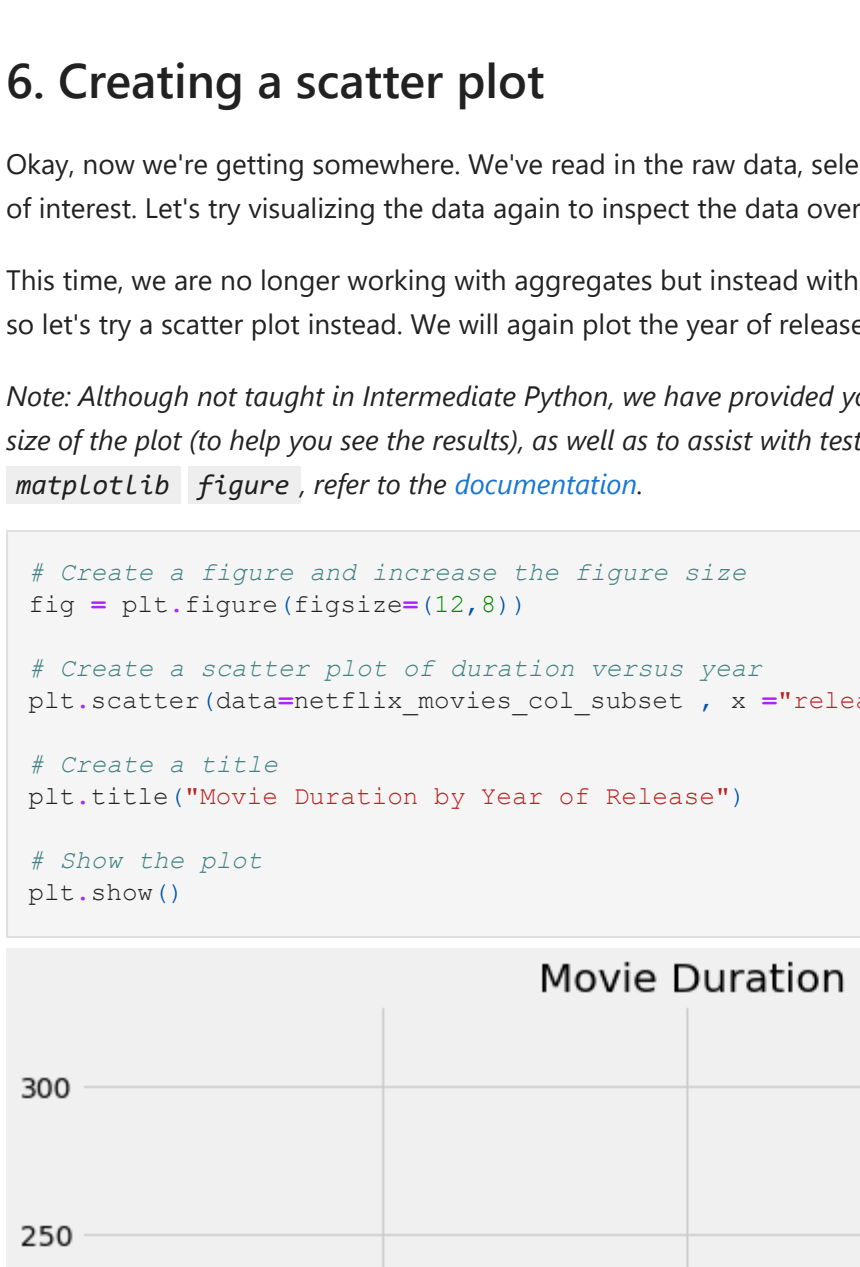 6. Creating a scatter plot
Okay, now we're getting somewhere. We've read in the raw data, sele
of interest. Let's try visualizing the data again to inspect the data over
This time, we are no longer working with aggregates but instead with
so let's try a scatter plot instead. We will again plot the year of release
Note: Although not taught in Intermediate Python, we have provided yo
size of the plot (to help you see the results), as well as to assist with test
matplotlib figure , refer to the documentation.
# Create a figure and increase the figure size
fig = plt.figure(figsize=(12,8))
# Create a scatter plot of duration versus year
plt.scatter(data=netflix_movies_col_subset , x ="relea
# Create a title
plt.title("Movie Duration by Year of Release")
# Show the plot
plt.show()
Movie Duration
300
250